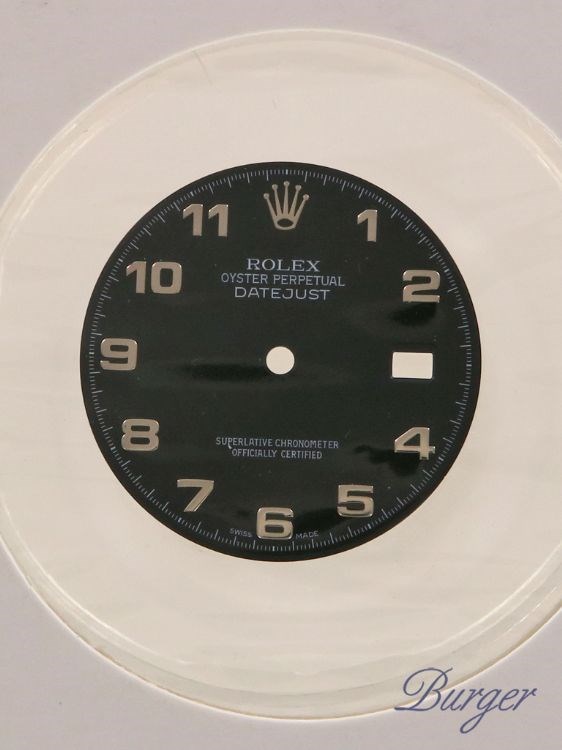 11
1
10
ROLEX
OYSTER PERPETUAL
DATEJUST
2
9
8
SUPERLATIVE CHRONOMETER
OFFICIALLY CERTIFIED
4
7
5
6
SWISS MADE
Burger